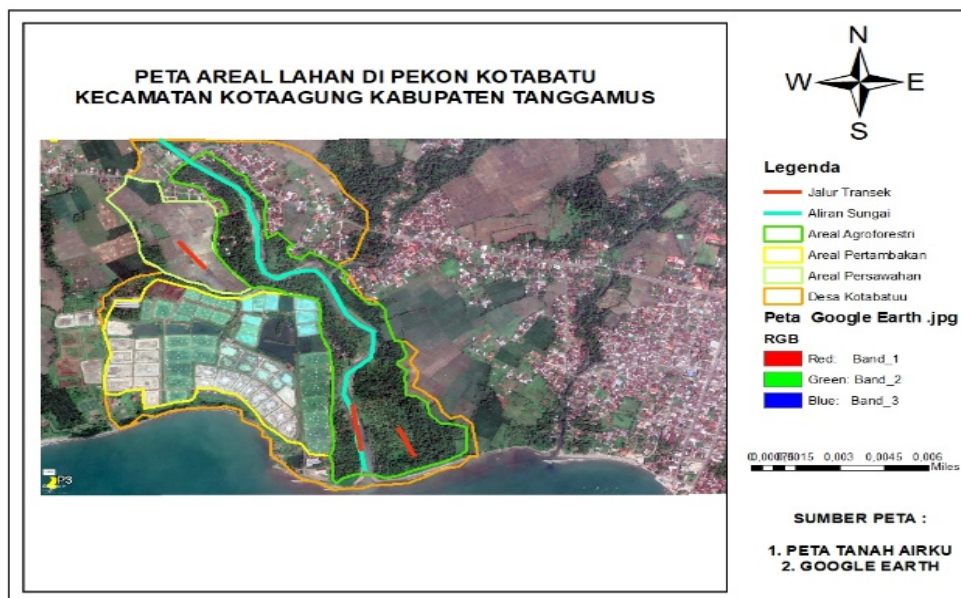 PETA AREAL LAHAN DI PEKON KOTABATU
KECAMATAN KOTAAGUNG KABUPATEN TANGGAMUS
P3
N
W E
S
Legenda
Jalur Transek
Aliran Sungai
Areal Agroforestri
Areal Pertambakan
Areal Persawahan
Desa Kotabatuu
Peta Google Earth .jpg
RGB
Red: Band_1
Green: Band_2
Blue: Band_3
0,003 0,0045 0,006
Miles
SUMBER PETA :
1. PETA TANAH AIRKU
2. GOOGLE EARTH